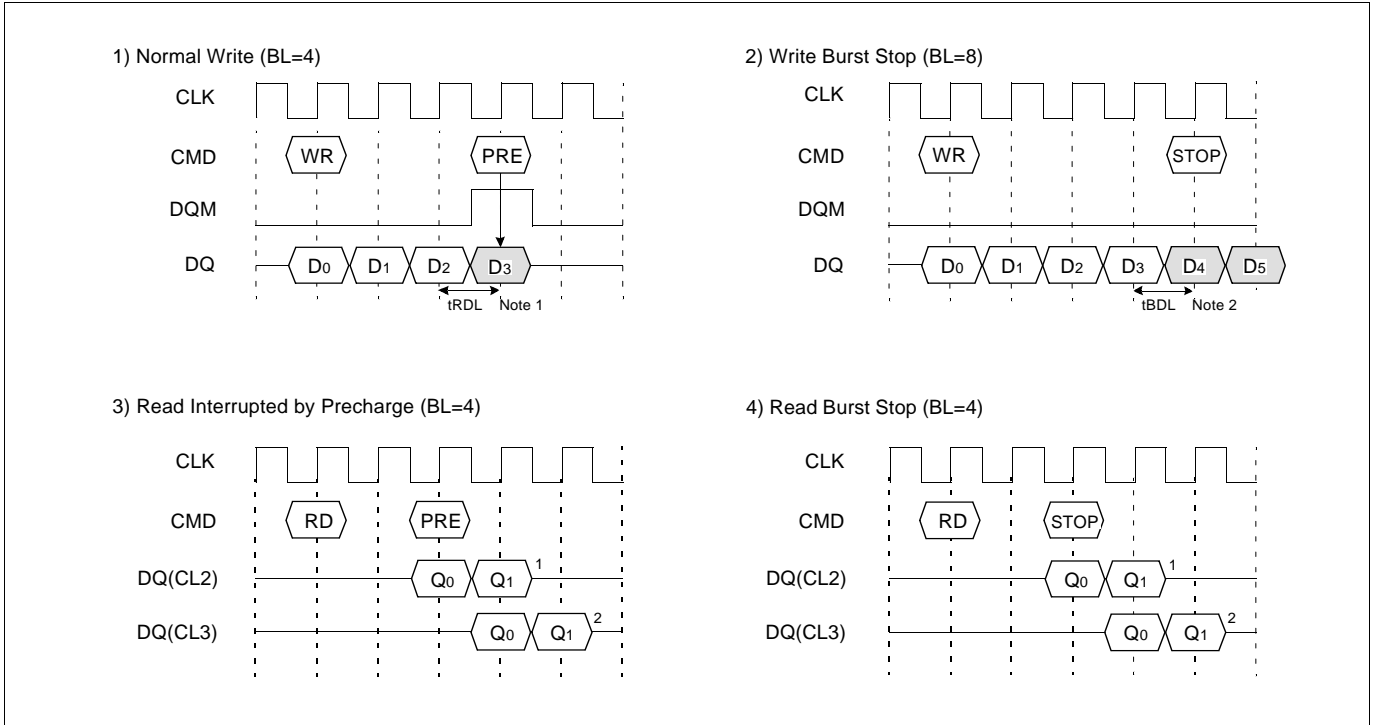 1) Normal Write (BL=4)
CLK
CMD WR PRE
DQM
DQ D0 D1 D2 D3
tRDL Note 1
2) Write Burst Stop (BL=8)
CLK
CMD WR STOP
DQM
DQ D0 D1 D2 D3 D4 D5
tBDL Note 2
3) Read Interrupted by Precharge (BL=4)
CLK
CMD RD PRE
DQ(CL2) Q0 Q1 1
DQ(CL3) Q0 Q1 2
4) Read Burst Stop (BL=4)
CLK
CMD RD STOP
DQ(CL2) Q0 Q1 1
DQ(CL3) Q0 Q1 2